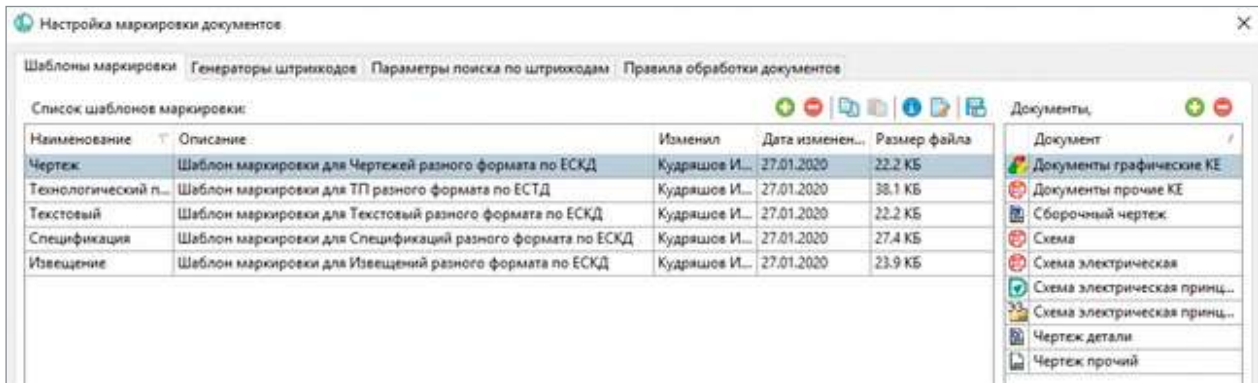 Настройка маркировки документов
Шаблоны маркировки Генераторы штрихкодов Параметры поиска по штрихкодам Правила обработки документов
Список шаблонов маркировки: Документы,
Наименование Описание Изменил Дата изменен... Размер файла Документ
Чертеж Шаблон маркировки для Чертежей разного формата по ЕСКД Кудряшов И... 27.01.2020 22.2 КБ Документы графические КЕ
Технологический п... Шаблон маркировки для ТП разного формата по ЕСТД Кудряшов И... 27.01.2020 38.1 КБ Документы прочие КЕ
Текстовый Шаблон маркировки для Текстовый разного формата по ЕСКД Кудряшов И... 27.01.2020 22.2 КБ Сборочный чертеж
Спецификация Шаблон маркировки для Спецификаций разного формата по ЕСКД Кудряшов И... 27.01.2020 27.4 КБ Схема
Извещение Шаблон маркировки для Извещений разного формата по ЕСКД Кудряшов И... 27.01.2020 23.9 КБ Схема электрическая
Схема электрическая принц...
Схема электрическая принц...
Чертеж детали
Чертеж прочий